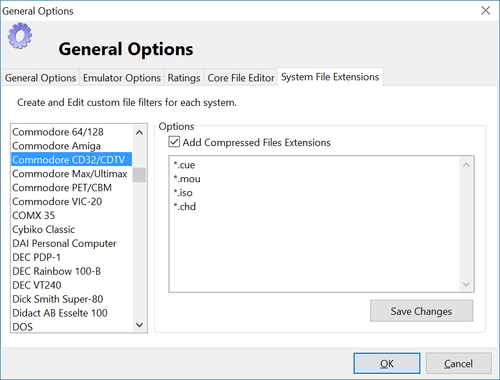 General Options
General Options
General Options Emulator Options Ratings Core File Editor System File Extensions
Create and Edit custom file filters for each system.
Commodore 64/128
Commodore Amiga
Commodore CD32/CDTV
Commodore Max/Ultimax
Commodore PET/CBM
Commodore VIC-20
COMX 35
Cybiko Classic
DAI Personal Computer
DEC PDP-1
DEC Rainbow 100-B
DEC VT240
Dick Smith Super-80
Didact AB Esselte 100
DOS
Options
Add Compressed Files Extensions
*.cue
*.mou
*.iso
*.chd
Save Changes
OK Cancel